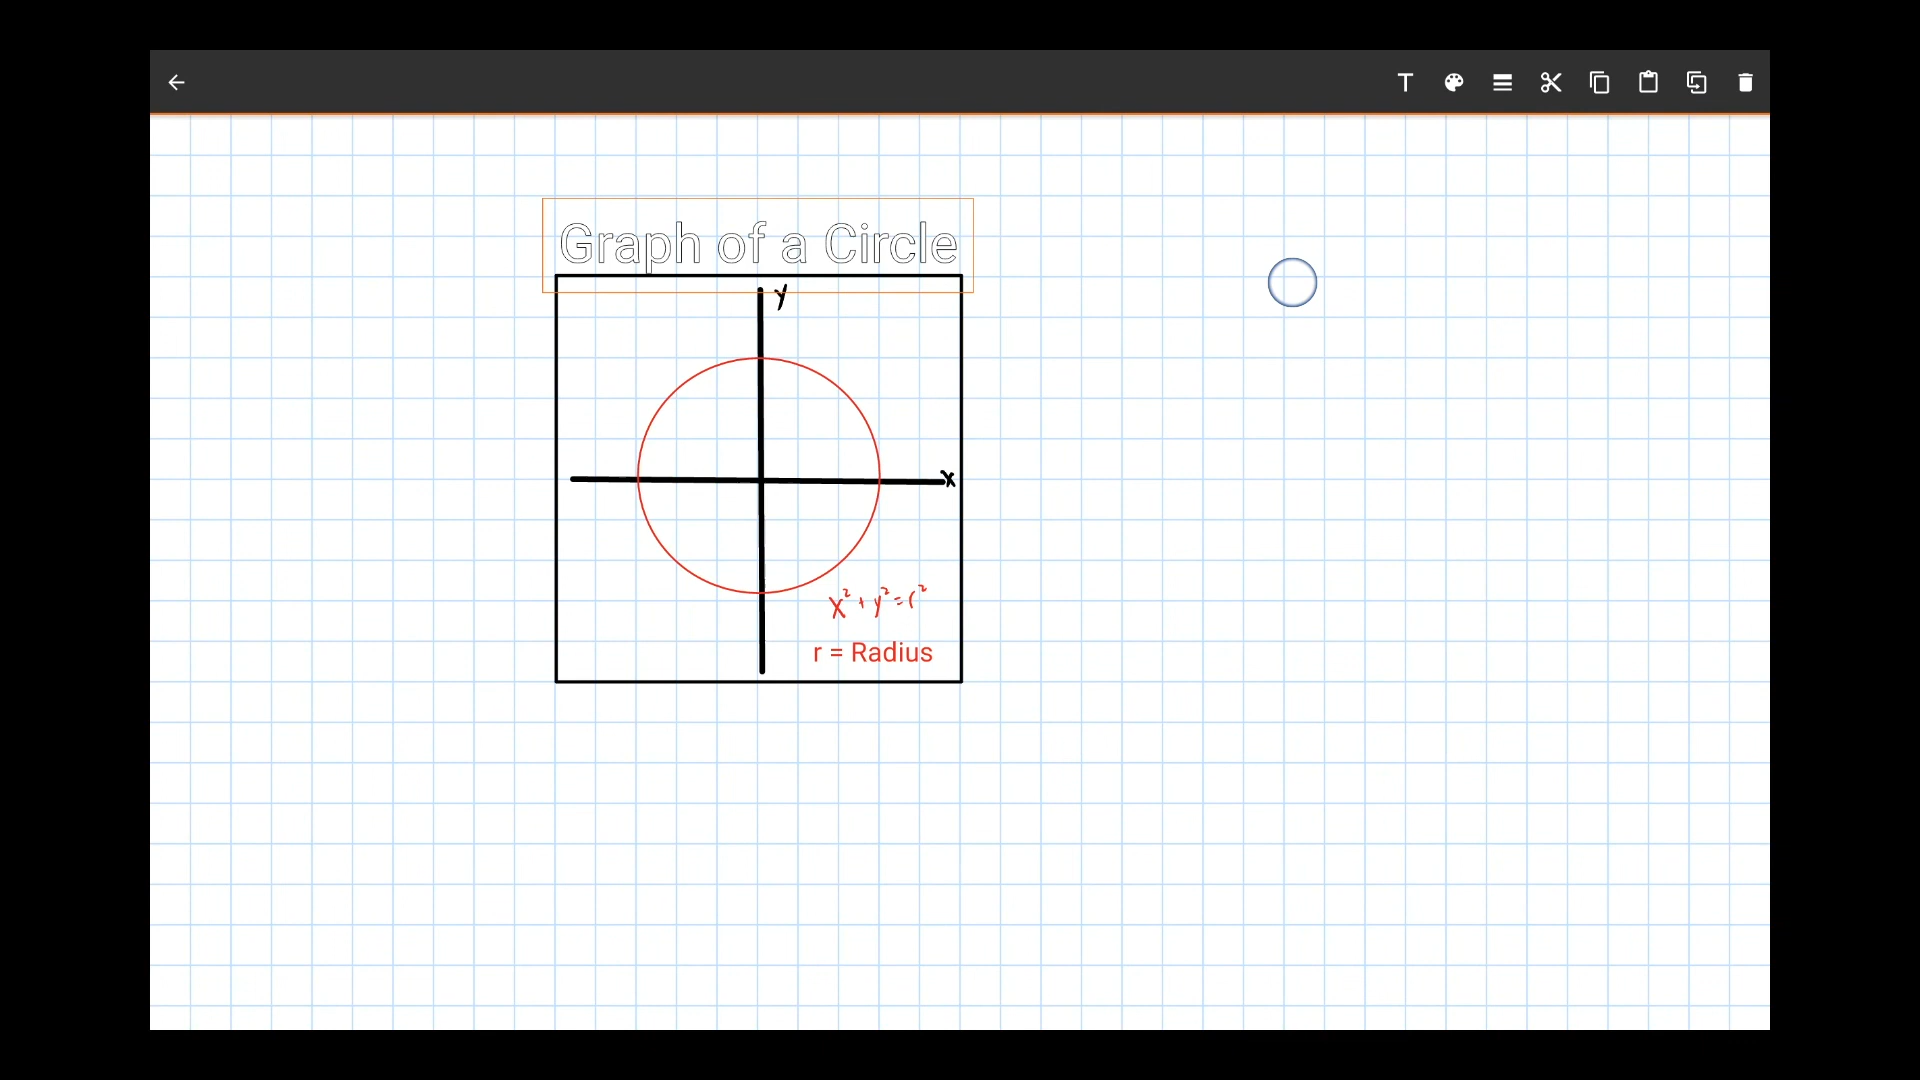 Graph of a Circle
y
x
x² + y² = r²
r = Radius